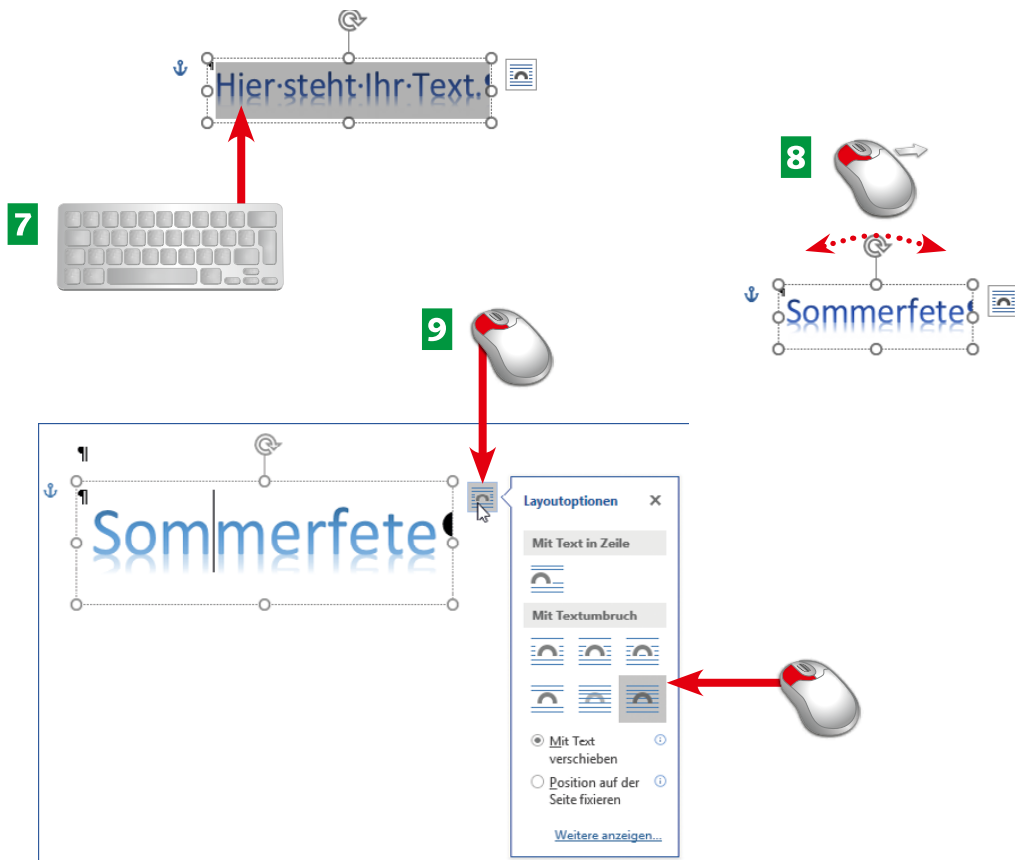 Hier·steht·Ihr·Text.
7
8
Sommerfete
9
¶
¶
Sommerfete
Layoutoptionen
Mit Text in Zeile
Mit Textumbruch
Mit Text
verschieben
Position auf der
Seite fixieren
Weitere anzeigen...